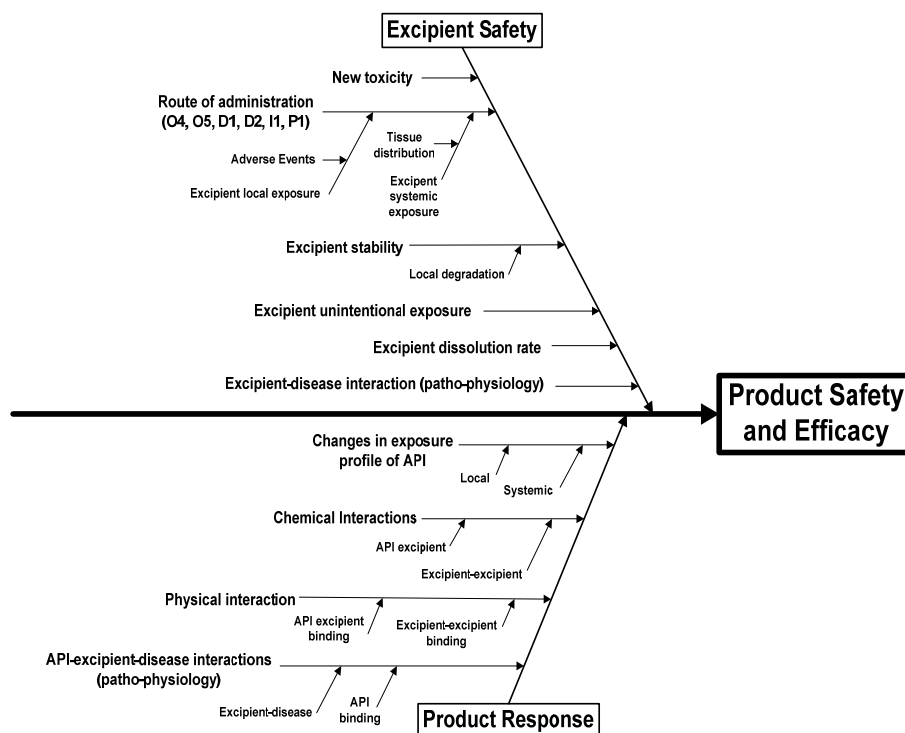 Excipient Safety
New toxicity
Route of administration
(O4, O5, D1, D2, I1, P1)
Tissue
distribution
Adverse Events
Excipent
systemic
exposure
Excipient local exposure
Excipient stability
Local degradation
Excipient unintentional exposure
Excipient dissolution rate
Excipient-disease interaction (patho-physiology)
Product Safety
and Efficacy
Changes in exposure
profile of API
Local
Systemic
Chemical Interactions
API excipient
Excipient-excipient
Physical interaction
API excipient
binding
Excipient-excipient
binding
API-excipient-disease interactions
(patho-physiology)
Excipient-disease
API
binding
Product Response